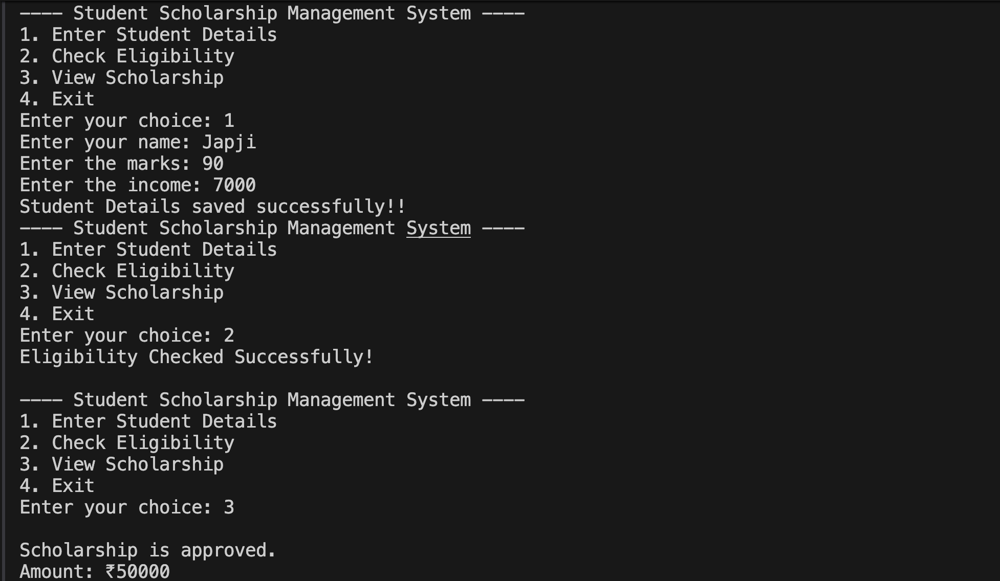 ---- Student Scholarship Management System ----
1. Enter Student Details
2. Check Eligibility
3. View Scholarship
4. Exit
Enter your choice: 1
Enter your name: Japji
Enter the marks: 90
Enter the income: 7000
Student Details saved successfully!!
---- Student Scholarship Management System ----
1. Enter Student Details
2. Check Eligibility
3. View Scholarship
4. Exit
Enter your choice: 2
Eligibility Checked Successfully!

---- Student Scholarship Management System ----
1. Enter Student Details
2. Check Eligibility
3. View Scholarship
4. Exit
Enter your choice: 3

Scholarship is approved.
Amount: ₹50000